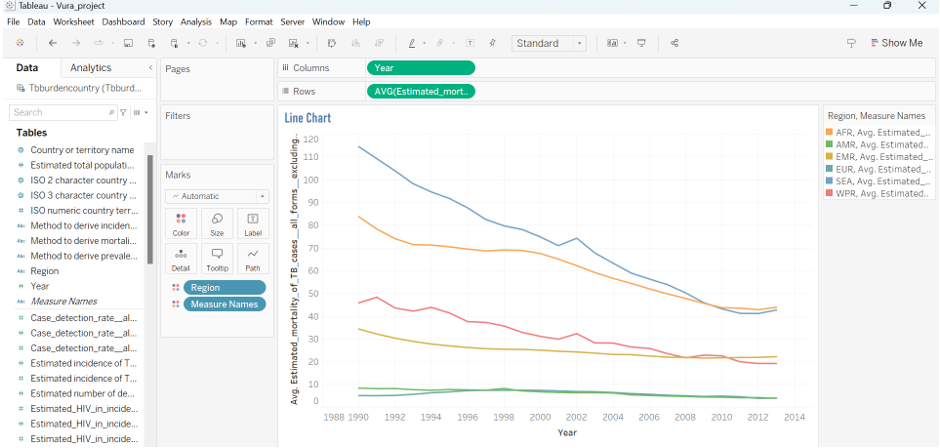 Tableau - Vura_project
File Data Worksheet Dashboard Story Analysis Map Format Server Window Help
Standard
Show Me
Data Analytics
Tbburdencountry (Tbburd...
Search
Tables
Country or territory name
Estimated total populati...
ISO 2 character country ...
ISO 3 character country ...
ISO numeric country terr...
Abc Method to derive inciden...
Abc Method to derive mortali...
Abc Method to derive prevale...
Abc Region
Year
Abc Measure Names
Case_detection_rate__al...
Case_detection_rate__al...
Case_detection_rate__al...
Estimated incidence of T...
Estimated incidence of T...
Estimated number of de...
Estimated_HIV_in_incide...
Estimated_HIV_in_incide...
Estimated_HIV_in_incide...
Pages
Filters
Marks
Automatic
Color Size Label
Detail Tooltip Path
Region
Measure Names
Columns Year
Rows AVG(Estimated_mort..
Line Chart
Avg. Estimated_mortality_of_TB_cases__all_forms__excluding..
120
110
100
90
80
70
60
50
40
30
20
10
0
1988 1990 1992 1994 1996 1998 2000 2002 2004 2006 2008 2010 2012 2014
Year
Region, Measure Names
AFR, Avg. Estimated_...
AMR, Avg. Estimated...
EMR, Avg. Estimated_...
EUR, Avg. Estimated_...
SEA, Avg. Estimated_...
WPR, Avg. Estimated..